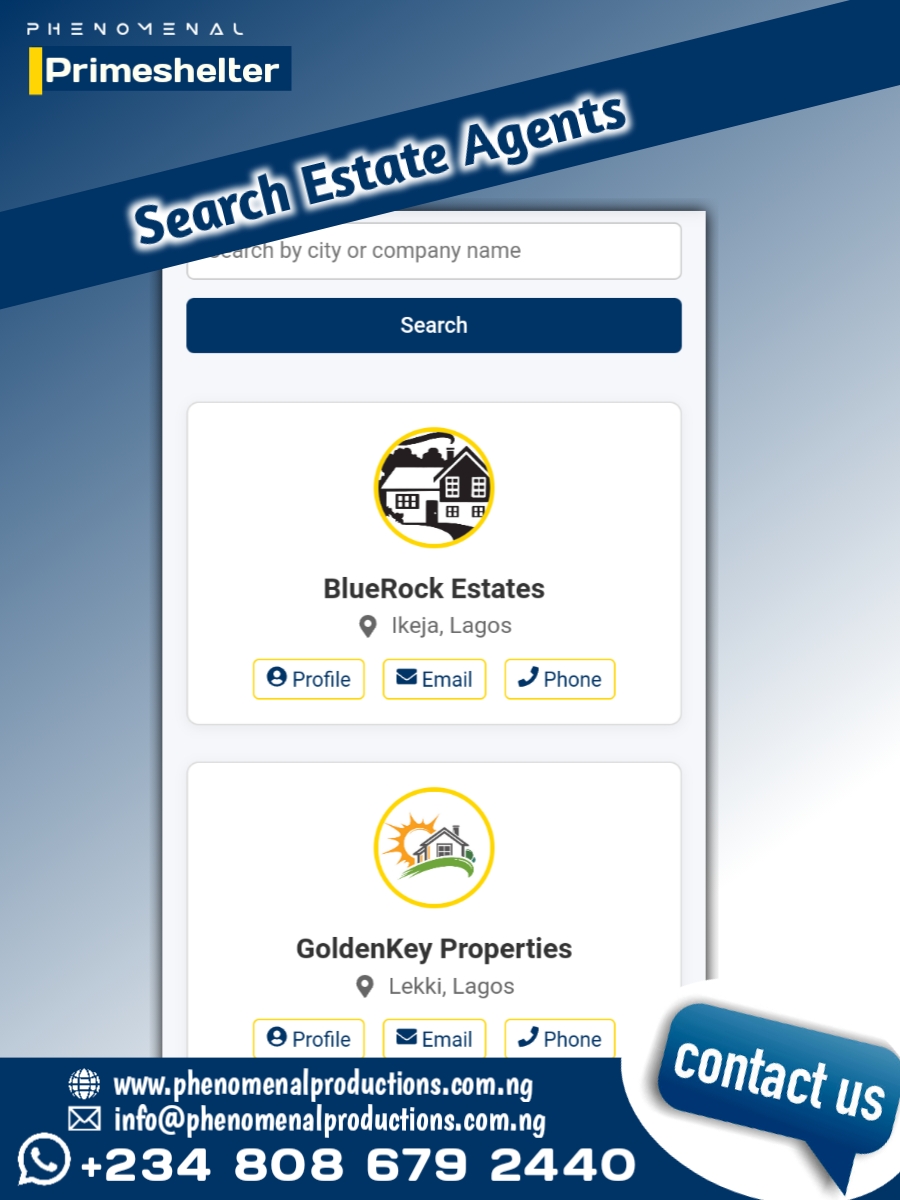 PHENOMENAL
Primeshelter
Search Estate Agents
Search by city or company name
Search
BlueRock Estates
Ikeja, Lagos
Profile Email Phone
GoldenKey Properties
Lekki, Lagos
Profile Email Phone
contact us
www.phenomenalproductions.com.ng
info@phenomenalproductions.com.ng
+234 808 679 2440